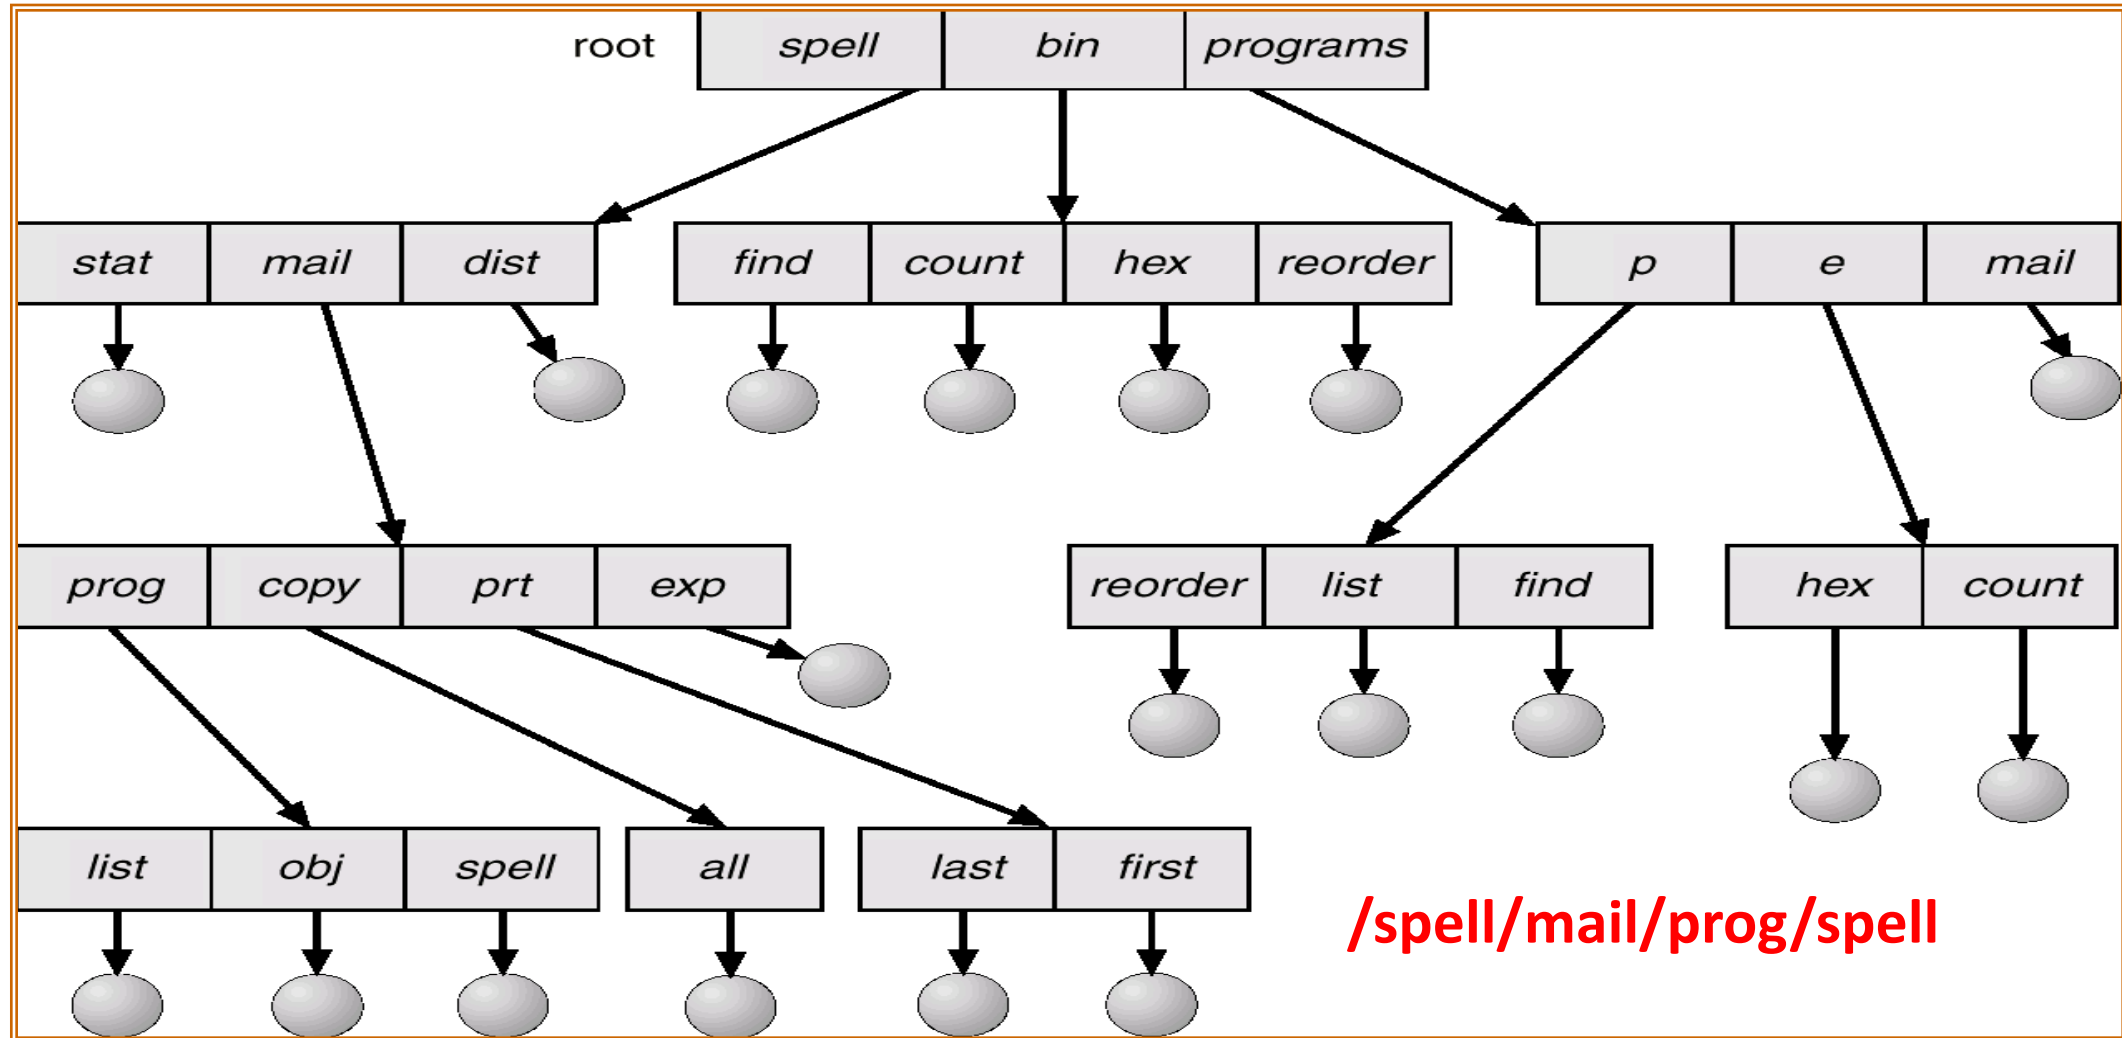 root spell bin programs
stat mail dist find count hex reorder p e mail
prog copy prt exp reorder list find hex count
list obj spell all last first
/spell/mail/prog/spell